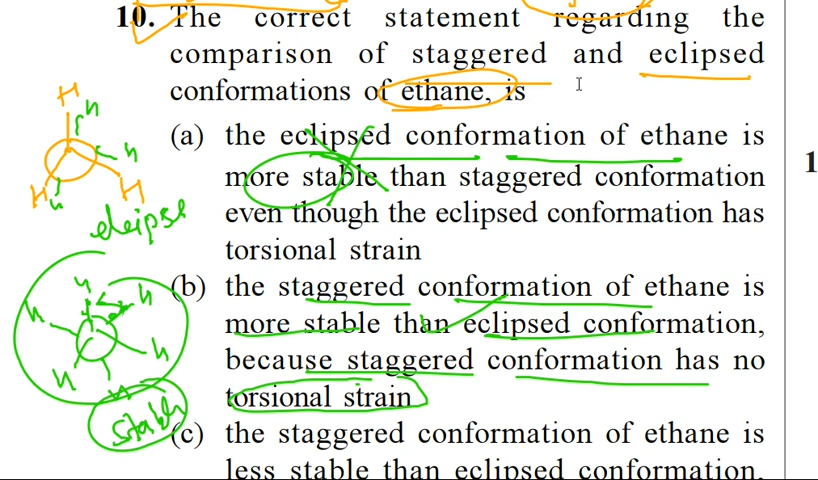 10. The correct statement regarding the
comparison of staggered and eclipsed
conformations of ethane, is
(a) the eclipsed conformation of ethane is
more stable than staggered conformation
even though the eclipsed conformation has
torsional strain
(b) the staggered conformation of ethane is
more stable than eclipsed conformation,
because staggered conformation has no
torsional strain
(c) the staggered conformation of ethane is
less stable than eclipsed conformation,
1
H
h
h
H
H
h
h
h
h
h
h